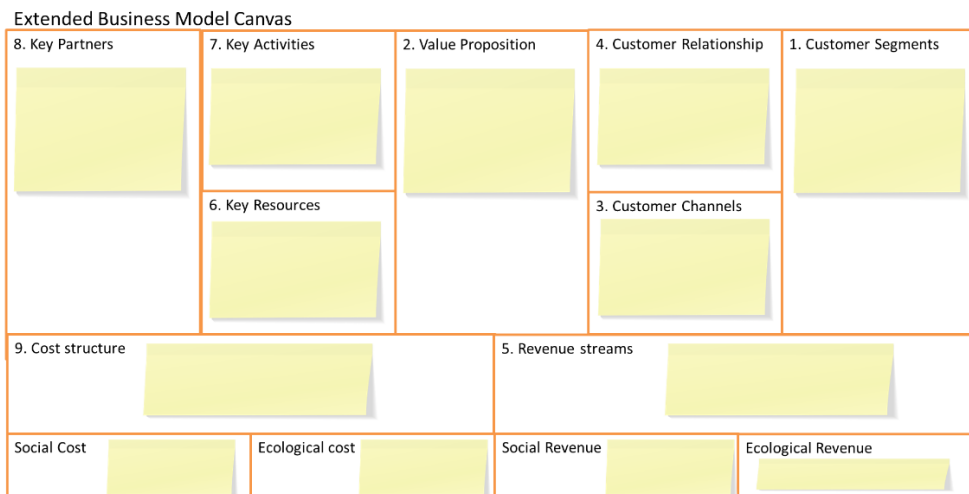 Extended Business Model Canvas
8. Key Partners
7. Key Activities
2. Value Proposition
4. Customer Relationship
1. Customer Segments
6. Key Resources
3. Customer Channels
9. Cost structure
5. Revenue streams
Social Cost
Ecological cost
Social Revenue
Ecological Revenue